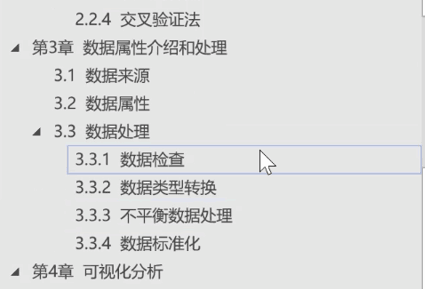 2.2.4 交叉验证法
第3章 数据属性介绍和处理
3.1 数据来源
3.2 数据属性
3.3 数据处理
3.3.1 数据检查
3.3.2 数据类型转换
3.3.3 不平衡数据处理
3.3.4 数据标准化
第4章 可视化分析